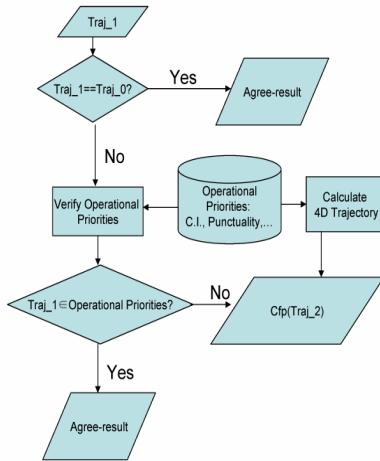 Traj_1
Traj_1==Traj_0?
Yes
Agree-result
No
Verify Operational
Priorities
Operational
Priorities:
C.I., Punctuality,...
Calculate
4D Trajectory
Traj_1∈Operational Priorities?
No
Cfp(Traj_2)
Yes
Agree-result